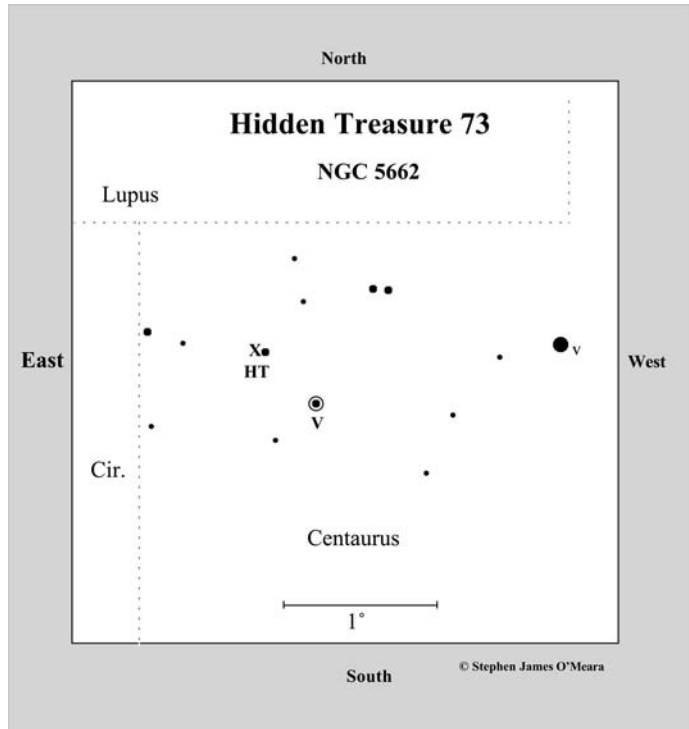 North
Hidden Treasure 73
NGC 5662
Lupus
X
HT
East
v
West
V
Cir.
Centaurus
1°
South
© Stephen James O'Meara